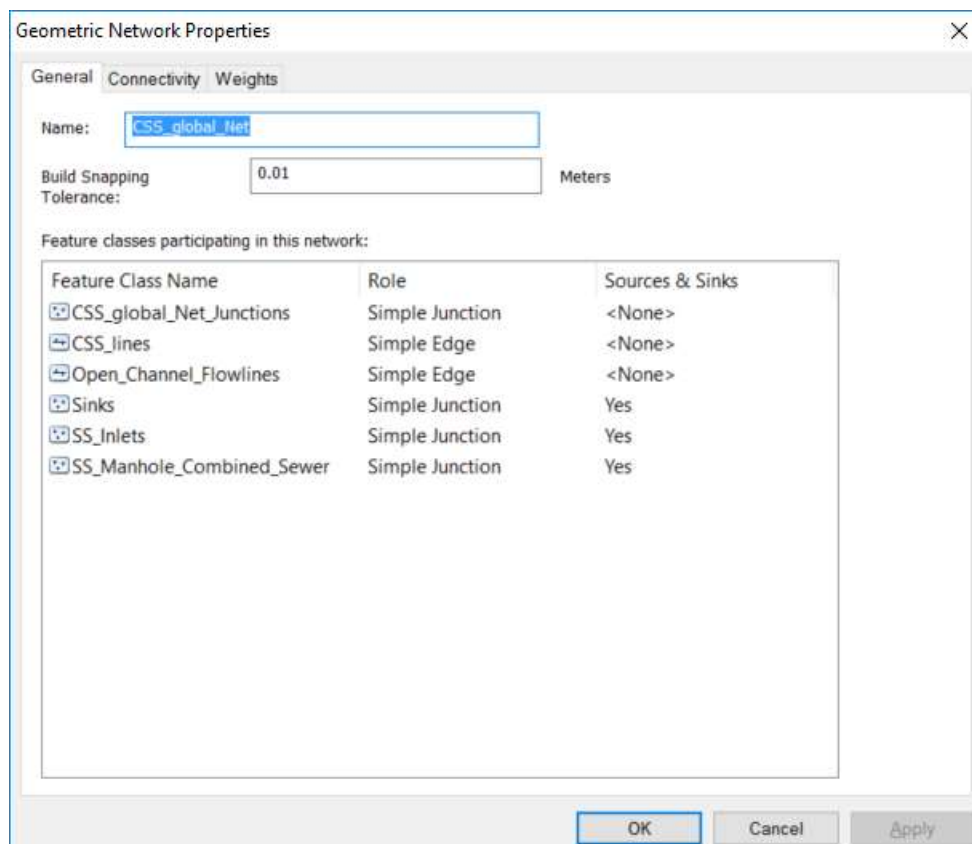 Geometric Network Properties
General Connectivity Weights
Name: CSS_global_Net
Build Snapping Tolerance: 0.01 Meters
Feature classes participating in this network:
Feature Class Name Role Sources & Sinks
CSS_global_Net_Junctions Simple Junction <None>
CSS_lines Simple Edge <None>
Open_Channel_Flowlines Simple Edge <None>
Sinks Simple Junction Yes
SS_Inlets Simple Junction Yes
SS_Manhole_Combined_Sewer Simple Junction Yes
OK Cancel Apply